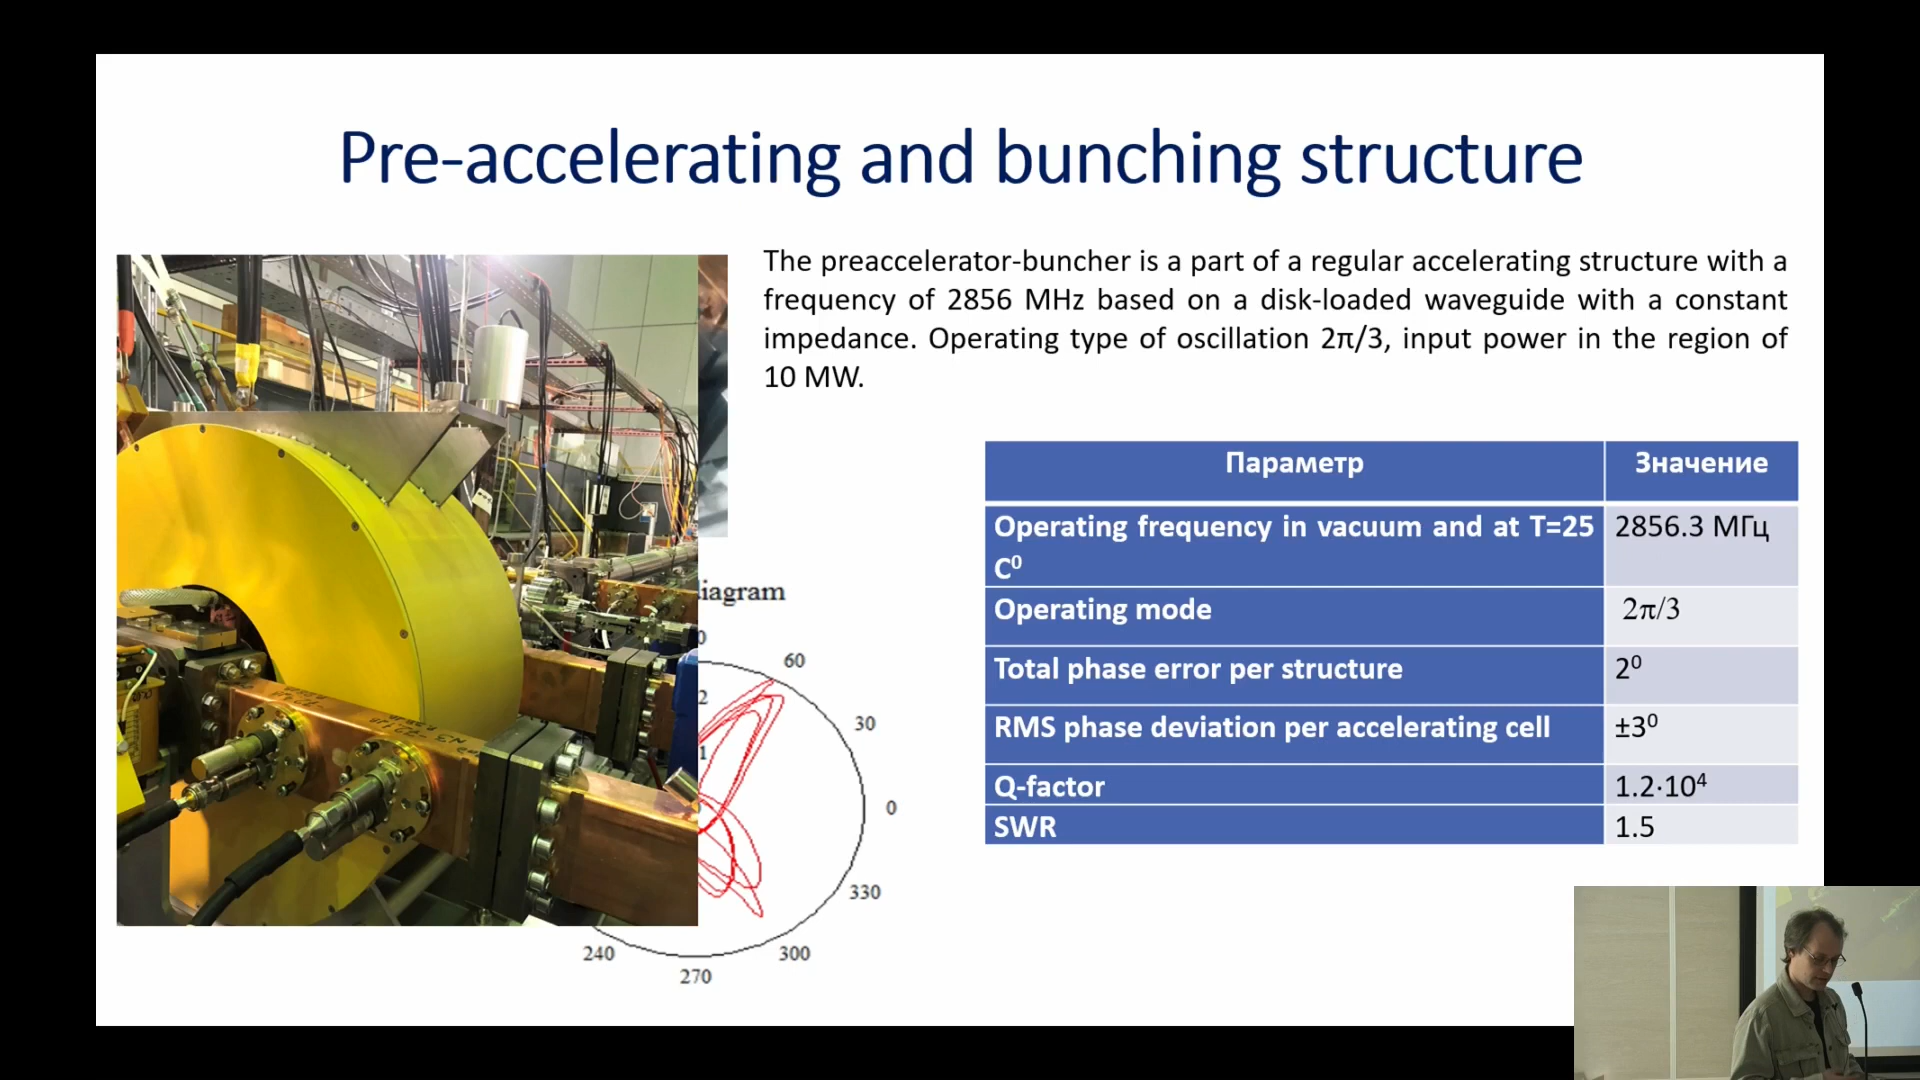 Pre-accelerating and bunching structure
The preaccelerator-buncher is a part of a regular accelerating structure with a
frequency of 2856 MHz based on a disk-loaded waveguide with a constant
impedance. Operating type of oscillation 2π/3, input power in the region of
10 MW.
Параметр Значение
Operating frequency in vacuum and at T=25 2856.3 МГц
C⁰
Operating mode 2π/3
Total phase error per structure 2⁰
RMS phase deviation per accelerating cell ±3⁰
Q-factor 1.2·10⁴
SWR 1.5
iagram
0
60
2
30
1
0
330
240
300
270